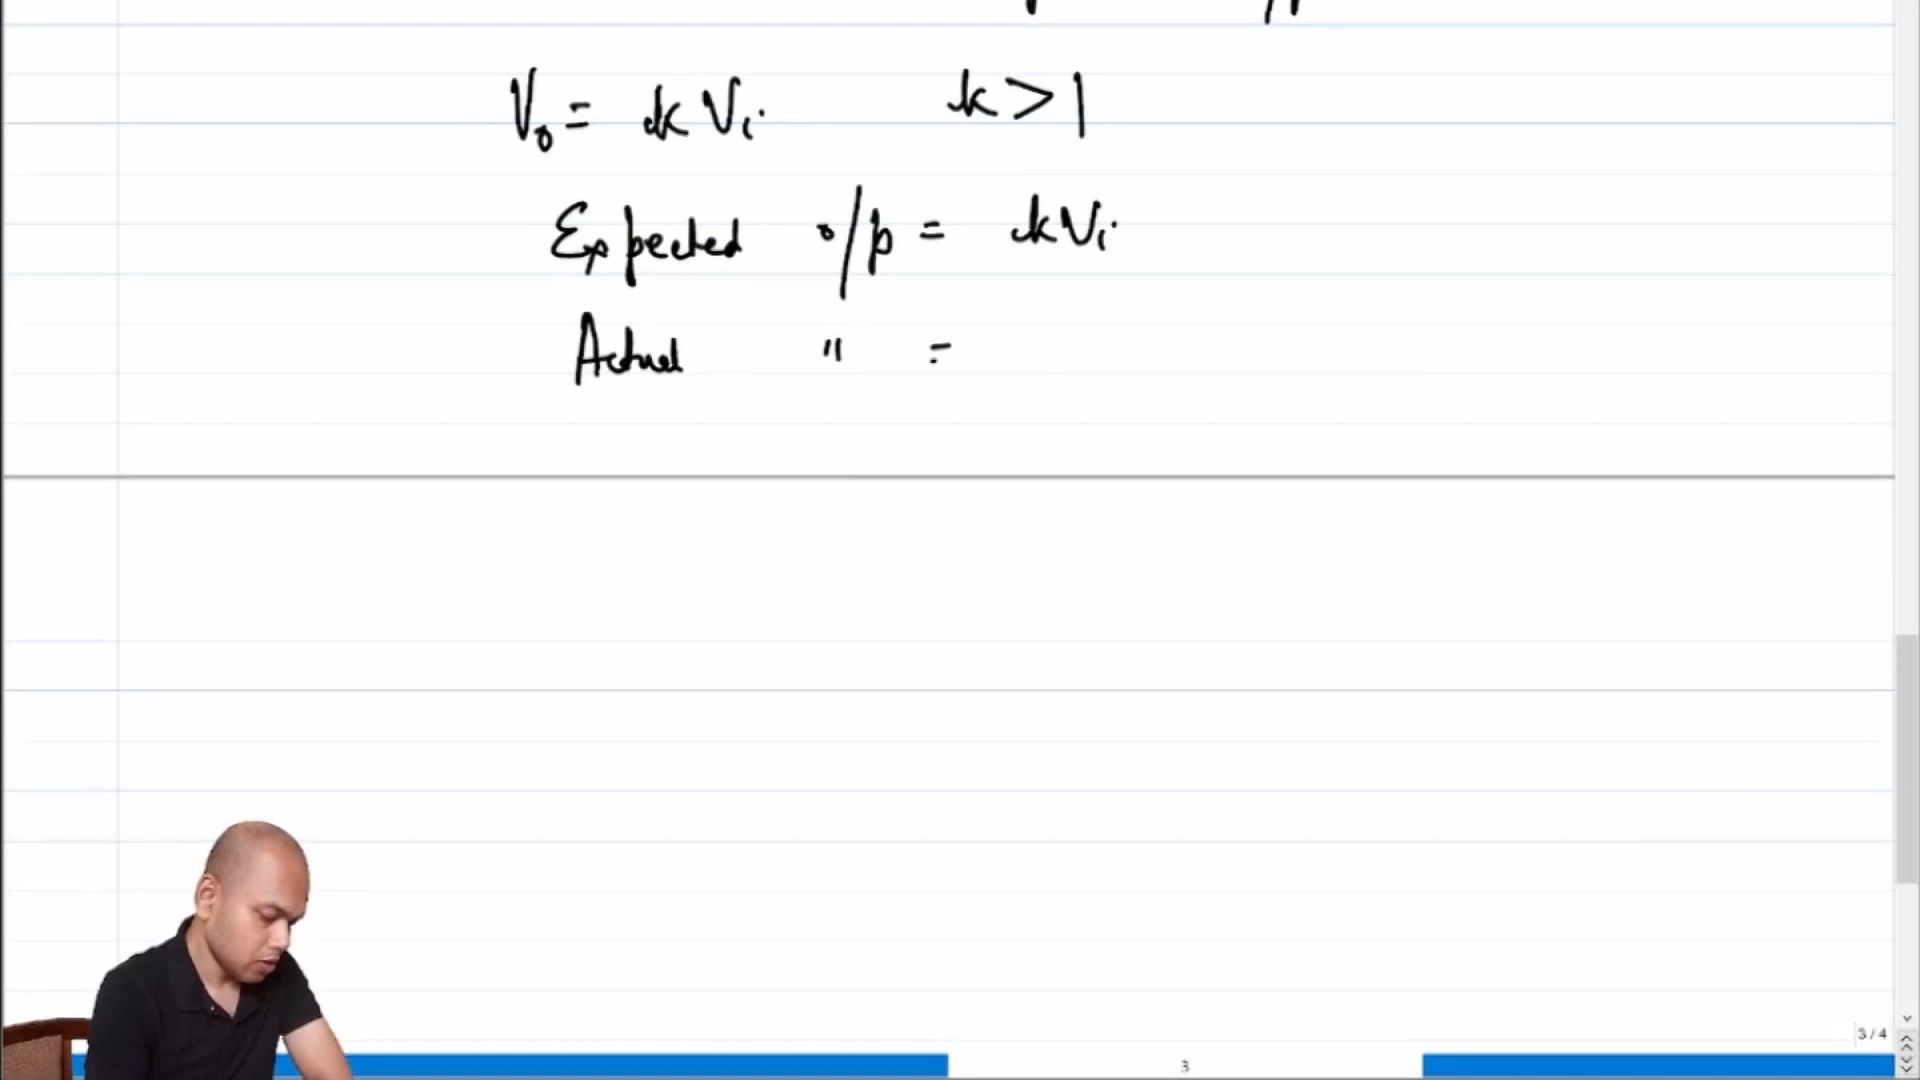 V₀ = k Vi k > 1
Expected o/p = k Vi
Actual " =
3 / 4
3